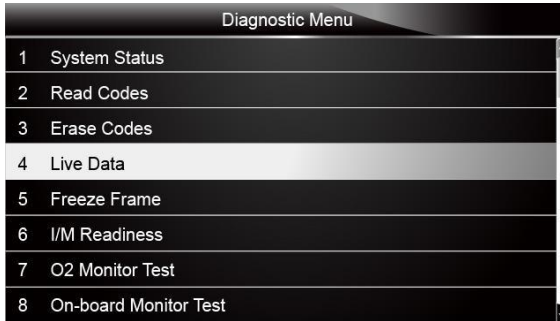 Diagnostic Menu
1 System Status
2 Read Codes
3 Erase Codes
4 Live Data
5 Freeze Frame
6 I/M Readiness
7 O2 Monitor Test
8 On-board Monitor Test